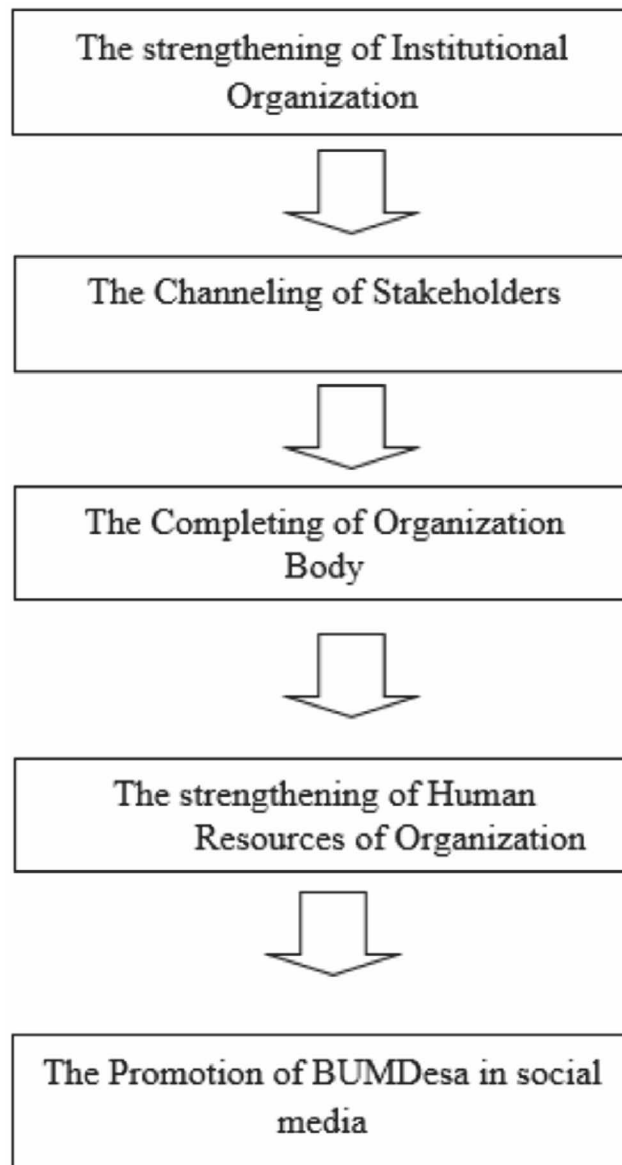 The strengthening of Institutional
Organization
The Channeling of Stakeholders
The Completing of Organization
Body
The strengthening of Human
Resources of Organization
The Promotion of BUMDesa in social
media